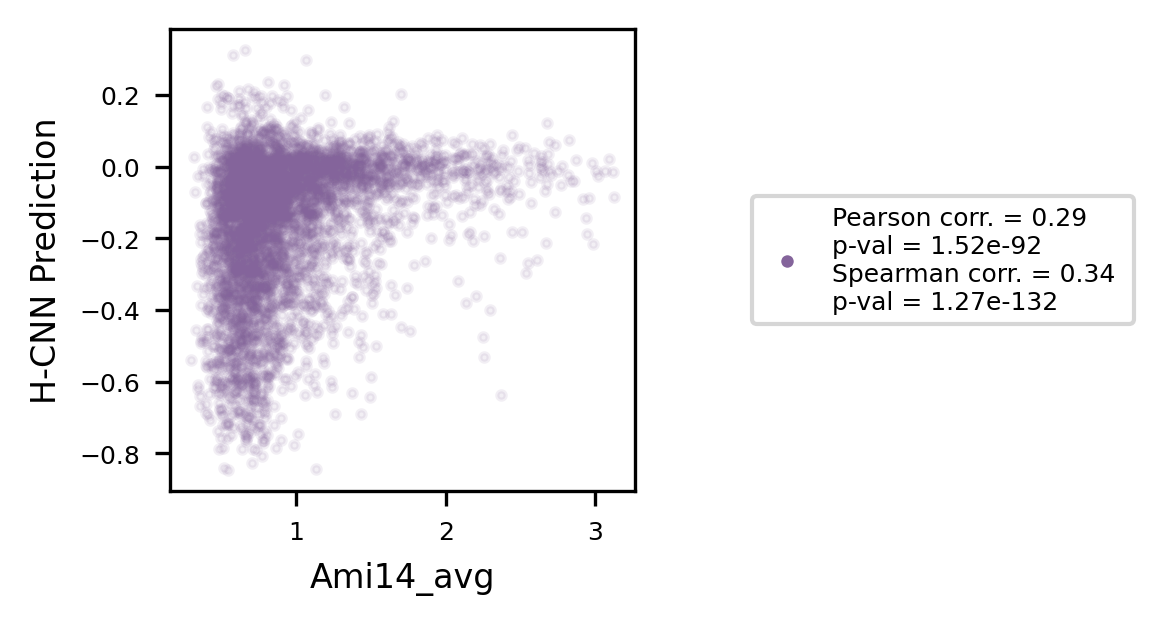 H-CNN Prediction
0.2
0.0
−0.2
−0.4
−0.6
−0.8
1 2 3
Ami14_avg
Pearson corr. = 0.29
p-val = 1.52e-92
Spearman corr. = 0.34
p-val = 1.27e-132